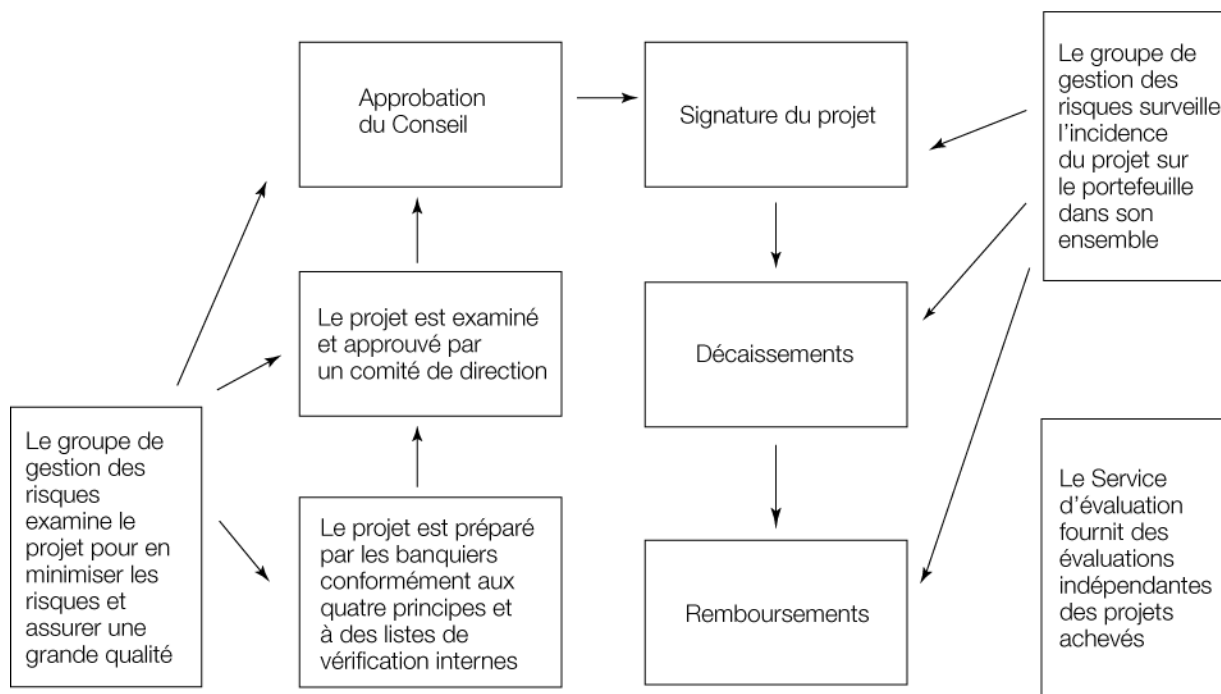 Approbation
du Conseil
Signature du projet
Le groupe de
gestion des
risques surveille
l'incidence
du projet sur
le portefeuille
dans son
ensemble
Le projet est examiné
et approuvé par
un comité de direction
Décaissements
Le groupe de
gestion des
risques
examine le
projet pour en
minimiser les
risques et
assurer une
grande qualité
Le projet est préparé
par les banquiers
conformément aux
quatre principes et
à des listes de
vérification internes
Remboursements
Le Service
d'évaluation
fournit des
évaluations
indépendantes
des projets
achevés